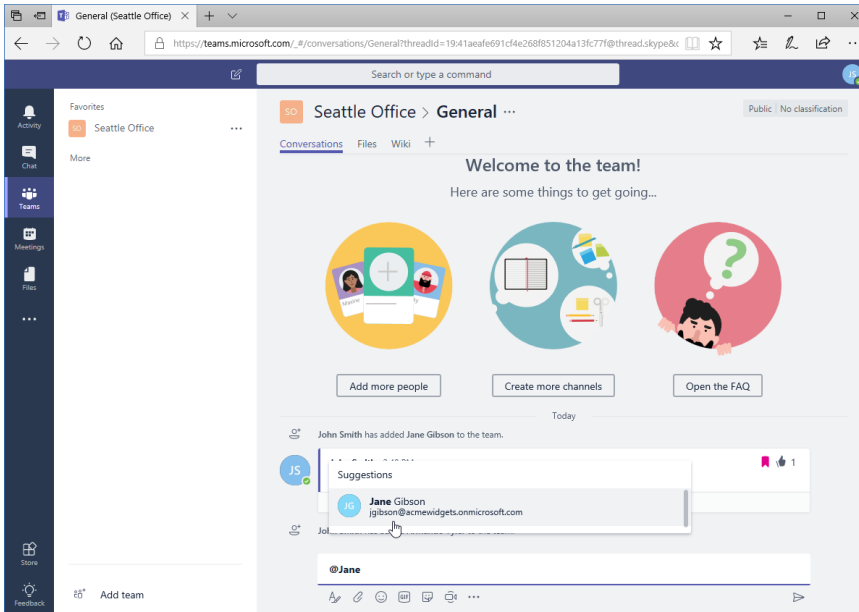 General (Seattle Office)
https://teams.microsoft.com/_#/conversations/General?threadId=19:41aeafe691cf4e268f851204a13fc77f@thread.skype&c
Search or type a command
JS
Activity
Chat
Teams
Meetings
Files
Store
Feedback
Favorites
SO Seattle Office
More
Add team
SO Seattle Office > General
Public | No classification
Conversations Files Wiki
Welcome to the team!
Here are some things to get going...
Maxine
Add more people
Create more channels
Open the FAQ
Today
John Smith has added Jane Gibson to the team.
JS
1
Suggestions
JG Jane Gibson
jgibson@acmewidgets.onmicrosoft.com
@Jane
GIF